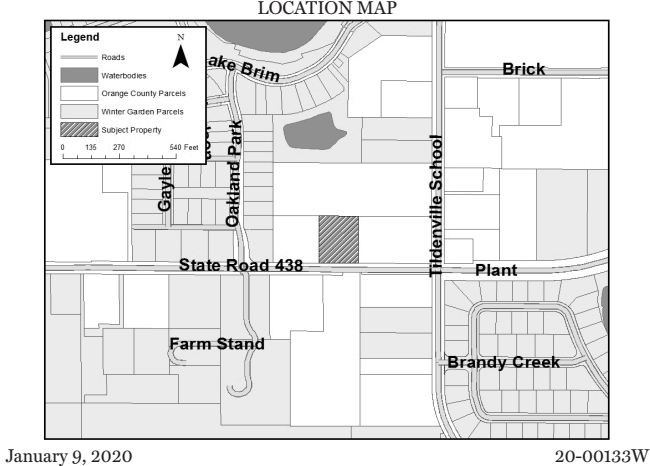 LOCATION MAP
Legend
N
Roads
Waterbodies
Orange County Parcels
Winter Garden Parcels
Subject Property
0 135 270 540 Feet
ake Brim
Brick
Gayle
Oakland Park
Tildenville School
State Road 438
Plant
Farm Stand
Brandy Creek
January 9, 2020
20-00133W